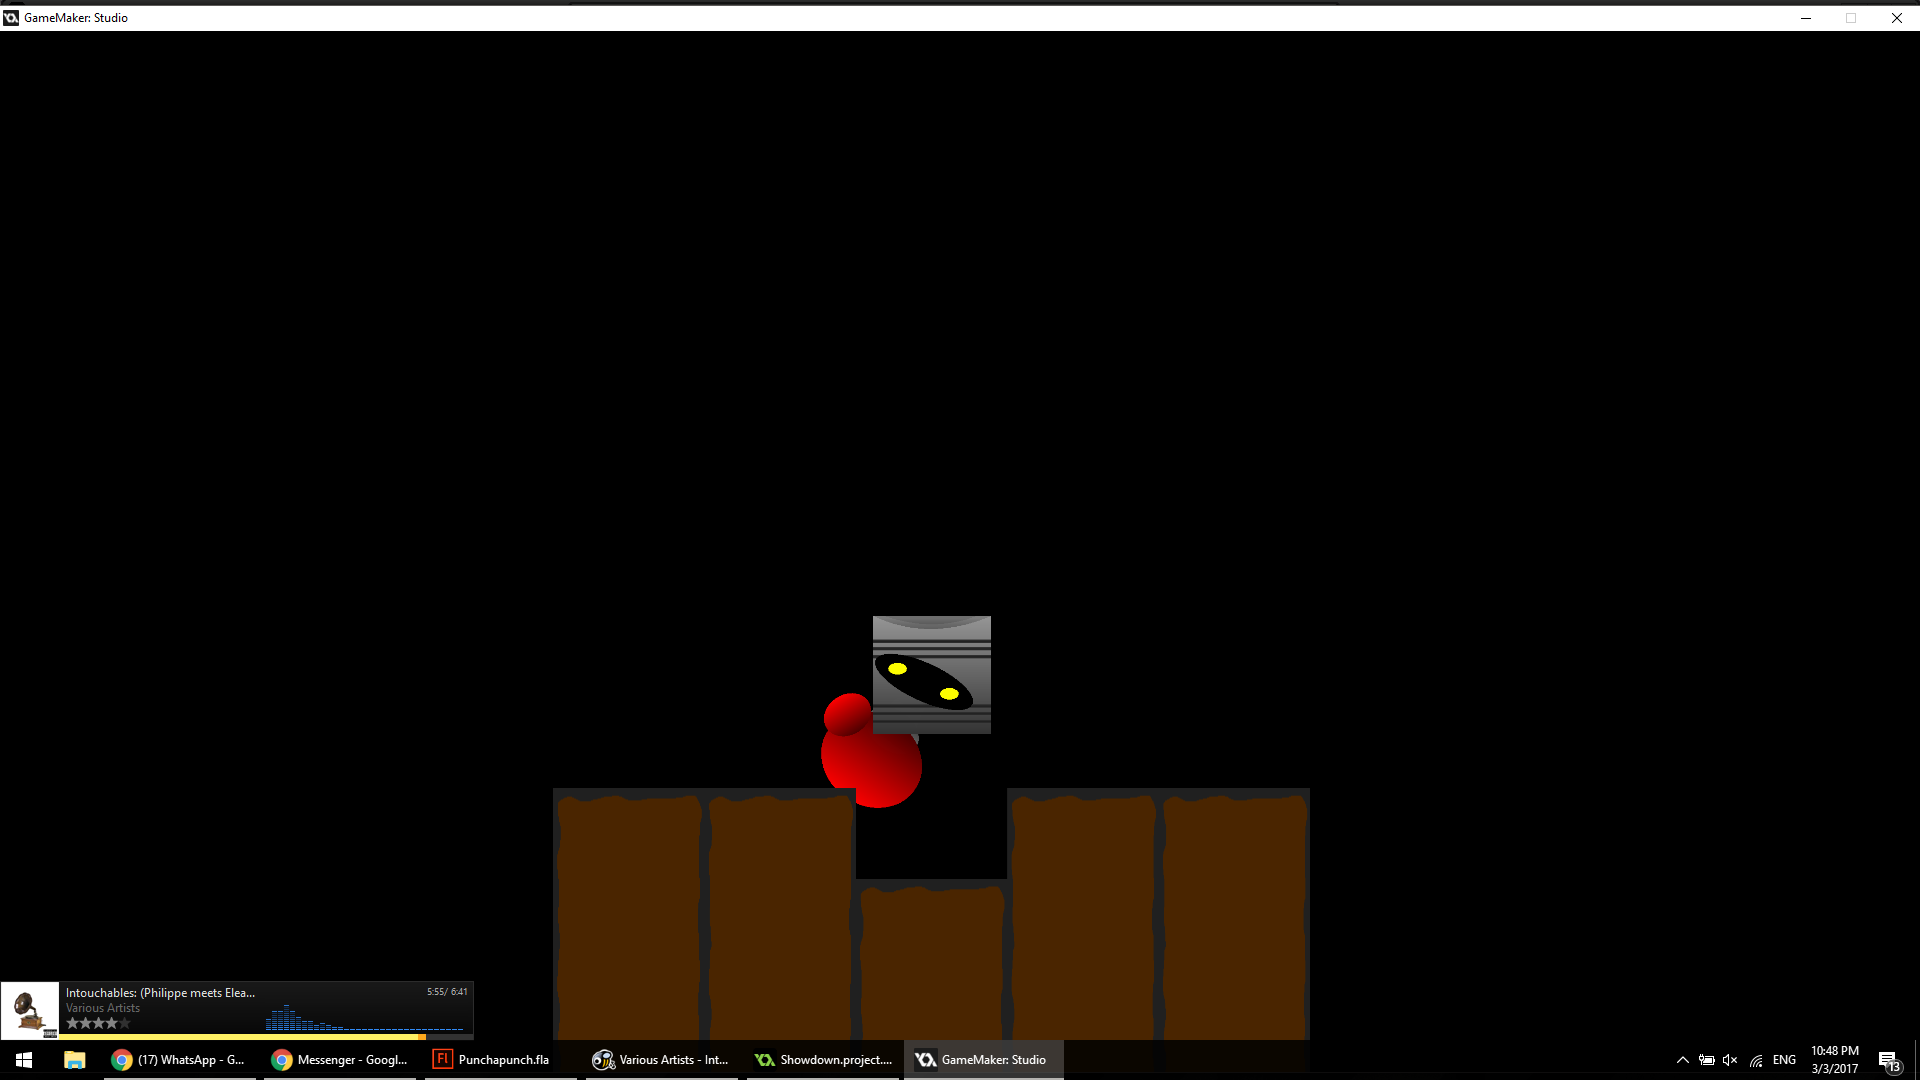 GameMaker: Studio
Intouchables: (Philippe meets Elea...
5:55/ 6:41
Various Artists
(17) WhatsApp - G...
Messenger - Googl...
Fl
Punchapunch.fla
Various Artists - Int...
Showdown.project....
GameMaker: Studio
ENG
10:48 PM
3/3/2017
13